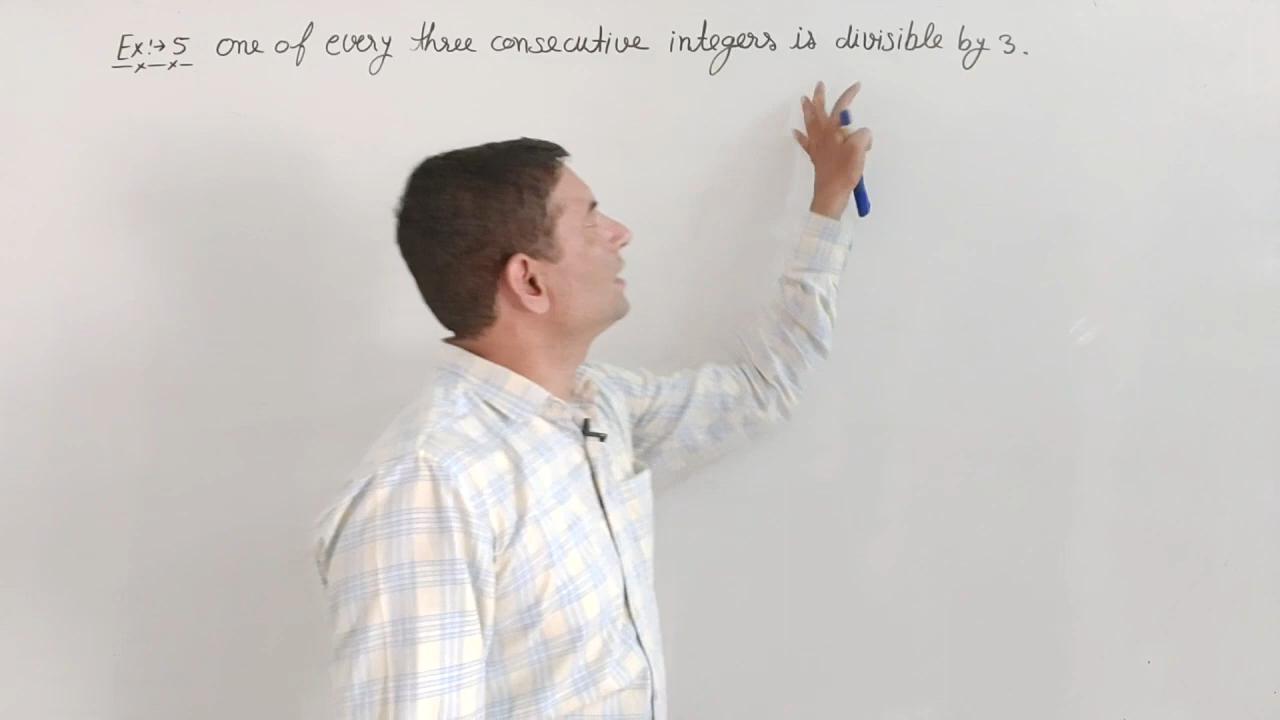 Ex:→ 5 one of every three consecutive integers is divisible by 3.